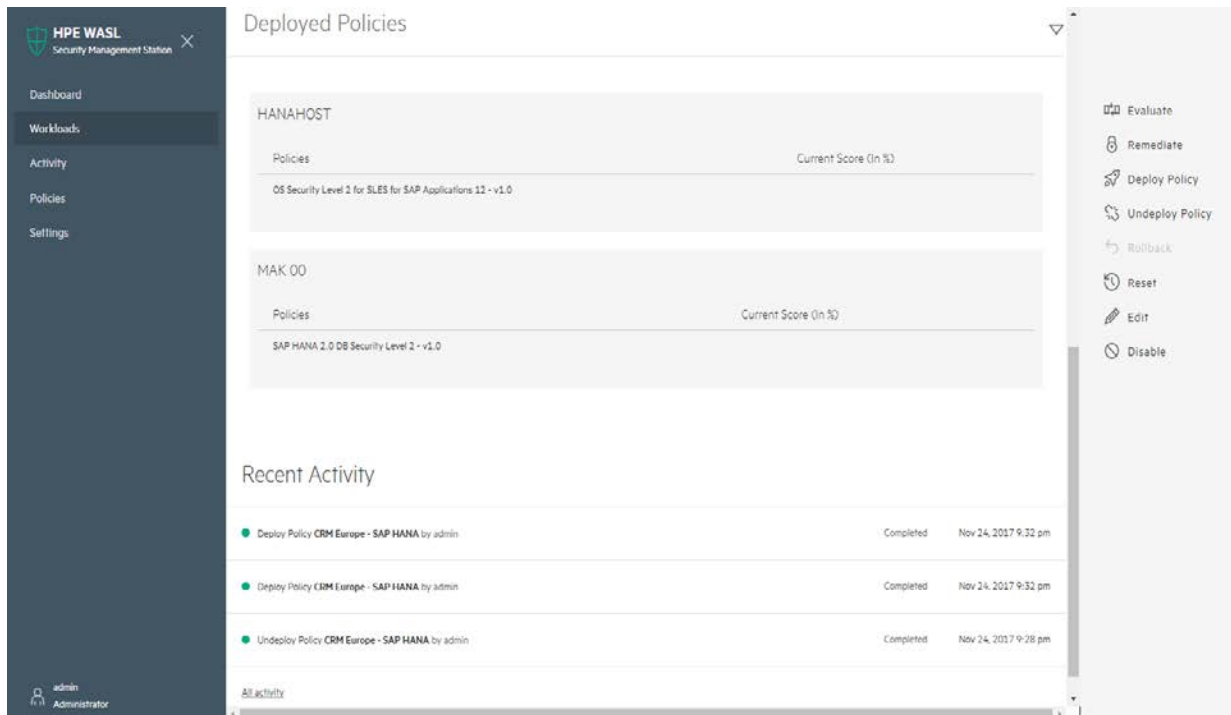 HPE WASL
Security Management Station
Dashboard
Workloads
Activity
Policies
Settings
admin
Administrator
Deployed Policies
HANAHOST
Policies Current Score (In %)
OS Security Level 2 for SLES for SAP Applications 12 - v1.0
MAK 00
Policies Current Score (In %)
SAP HANA 2.0 DB Security Level 2 - v1.0
Recent Activity
Deploy Policy CRM Europe - SAP HANA by admin Completed Nov 24, 2017 9:32 pm
Deploy Policy CRM Europe - SAP HANA by admin Completed Nov 24, 2017 9:32 pm
Undeploy Policy CRM Europe - SAP HANA by admin Completed Nov 24, 2017 9:28 pm
All activity
Evaluate
Remediate
Deploy Policy
Undeploy Policy
Rollback
Reset
Edit
Disable